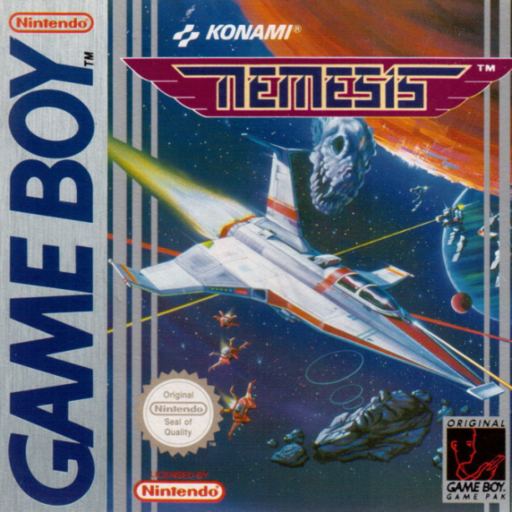 Nintendo®
GAME BOY™
KONAMI®
NEMESIS™
Original
Nintendo
Seal of
Quality
LICENSED BY
Nintendo®
ORIGINAL
GAME BOY
GAME PAK